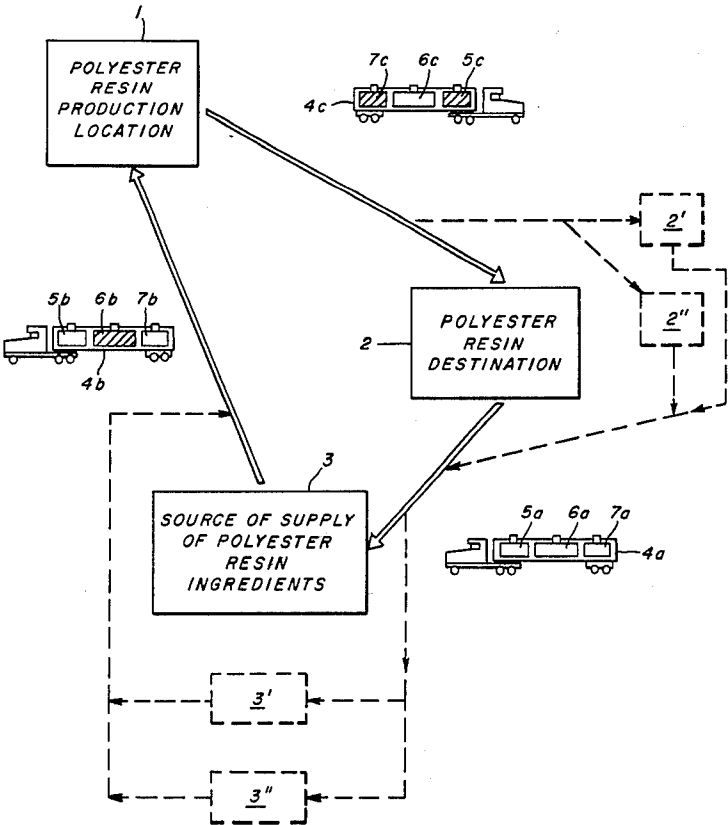 1
POLYESTER
RESIN
PRODUCTION
LOCATION
7c 6c 5c
4c
2'
2"
5b 6b 7b
4b
2
POLYESTER
RESIN
DESTINATION
3
SOURCE OF SUPPLY
OF POLYESTER
RESIN
INGREDIENTS
5a 6a 7a
4a
3'
3"